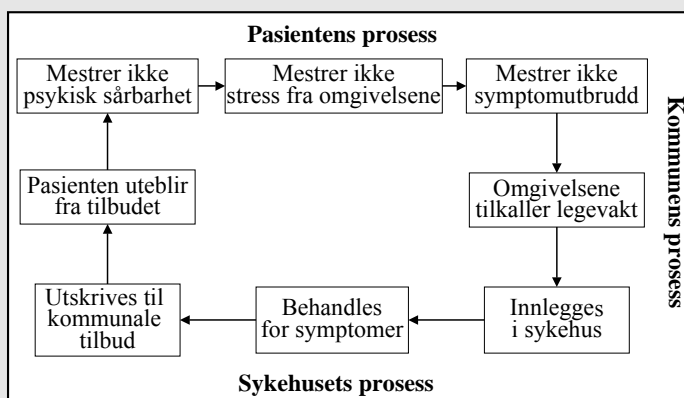 Pasientens prosess
Mestrer ikke
psykisk sårbarhet
Mestrer ikke
stress fra omgivelsene
Mestrer ikke
symptomutbrudd
Kommunens prosess
Pasienten uteblir
fra tilbudet
Omgivelsene
tilkaller legevakt
Utskrives til
kommunale
tilbud
Behandles
for symptomer
Innlegges
i sykehus
Sykehusets prosess